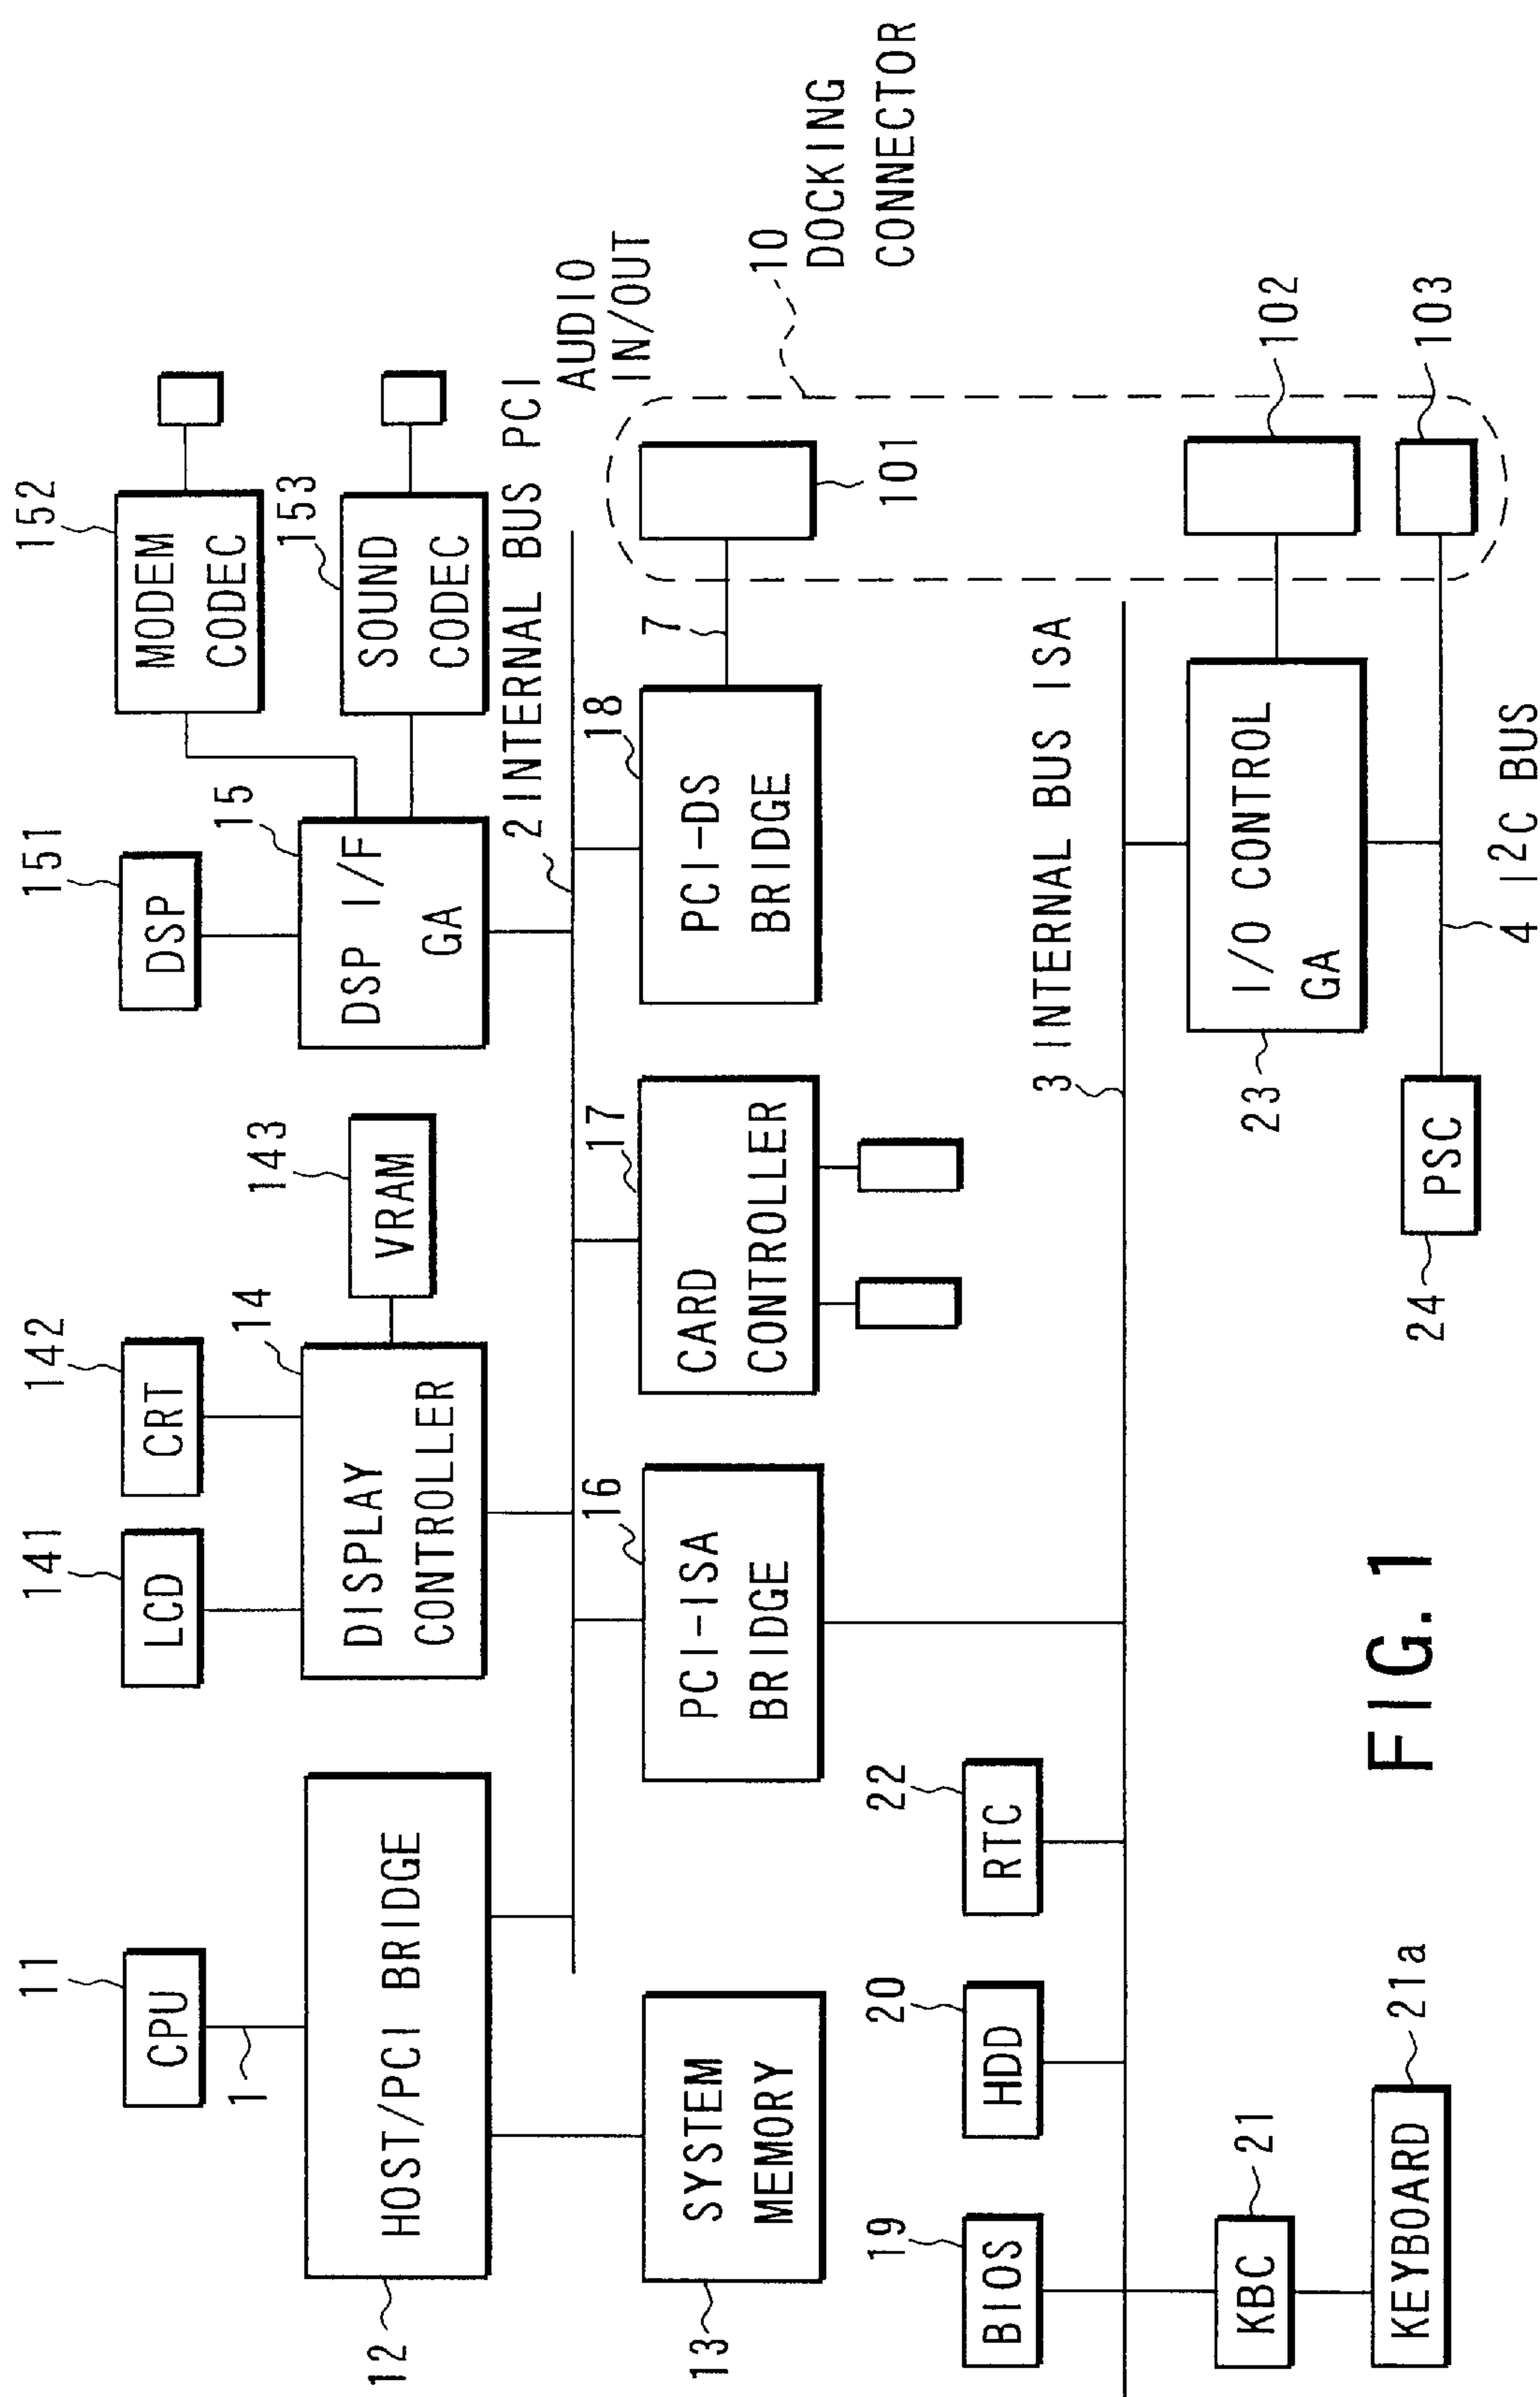 11
CPU
1
12
HOST/PCI BRIDGE
13
SYSTEM
MEMORY
141
LCD
142
CRT
14
DISPLAY
CONTROLLER
143
VRAM
151
DSP
15
DSP I/F
GA
152
MODEM
CODEC
153
SOUND
CODEC
2 INTERNAL BUS PCI
AUDIO
IN/OUT
16
PCI-ISA
BRIDGE
17
CARD
CONTROLLER
18
PCI-DS
BRIDGE
7
101
10
DOCKING
CONNECTOR
19
BIOS
20
HDD
22
RTC
3 INTERNAL BUS ISA
21
KBC
21a
KEYBOARD
23
I/O CONTROL
GA
102
24
PSC
103
4 I2C BUS
FIG. 1